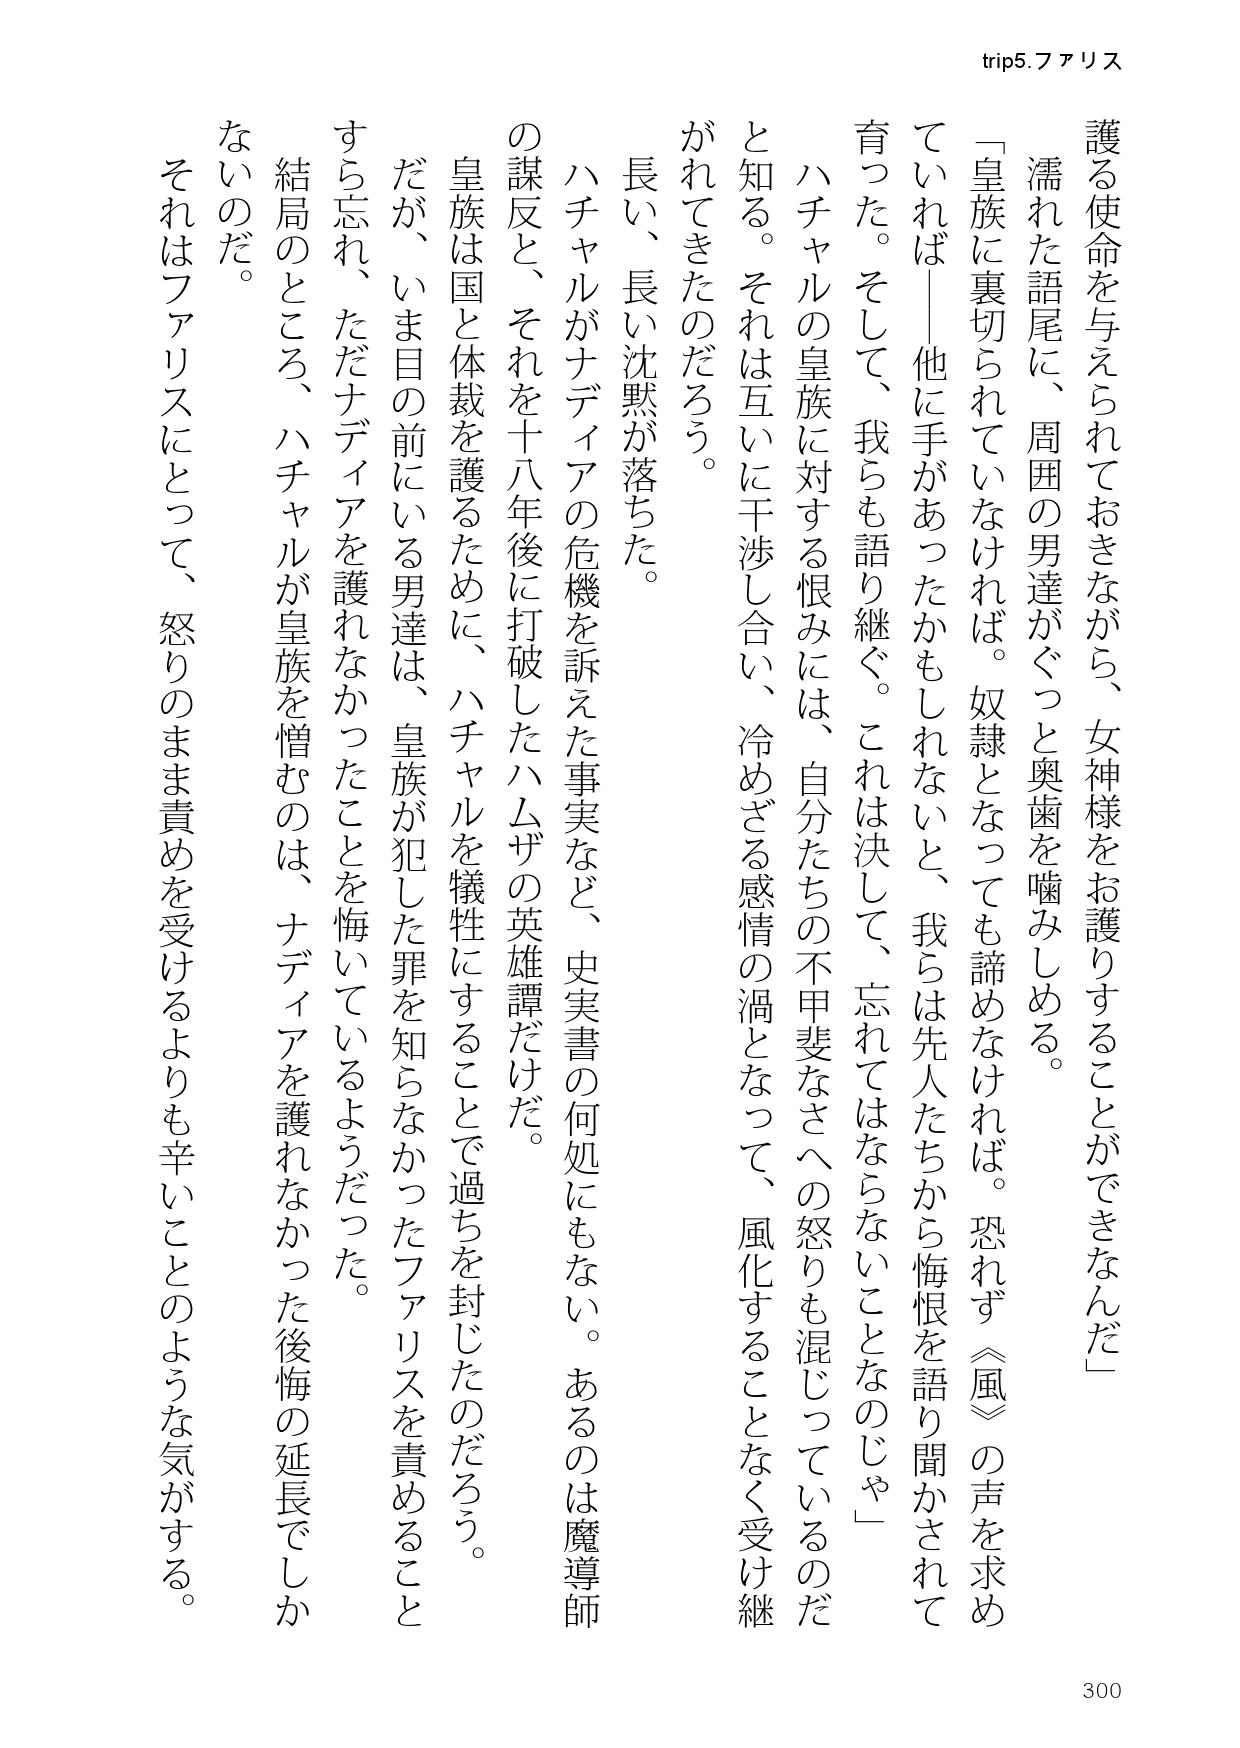 trip5.ファリス
護る使命を与えられておきながら、女神様をお護りすることができなんだ」
　濡れた語尾に、周囲の男達がぐっと奥歯を噛みしめる。
「皇族に裏切られていなければ。奴隷となっても諦めなければ。恐れず《風》の声を求め
ていれば――他に手があったかもしれないと、我らは先人たちから悔恨を語り聞かされて
育った。そして、我らも語り継ぐ。これは決して、忘れてはならないことなのじゃ」
　ハチャルの皇族に対する恨みには、自分たちの不甲斐なさへの怒りも混じっているのだ
と知る。それは互いに干渉し合い、冷めざる感情の渦となって、風化することなく受け継
がれてきたのだろう。
　長い、長い沈黙が落ちた。
　ハチャルがナディアの危機を訴えた事実など、史実書の何処にもない。あるのは魔導師
の謀反と、それを十八年後に打破したハムザの英雄譚だけだ。
　皇族は国と体裁を護るために、ハチャルを犠牲にすることで過ちを封じたのだろう。
　だが、いま目の前にいる男達は、皇族が犯した罪を知らなかったファリスを責めること
すら忘れ、ただナディアを護れなかったことを悔いているようだった。
　結局のところ、ハチャルが皇族を憎むのは、ナディアを護れなかった後悔の延長でしか
ないのだ。
　それはファリスにとって、怒りのまま責めを受けるよりも辛いことのような気がする。
300